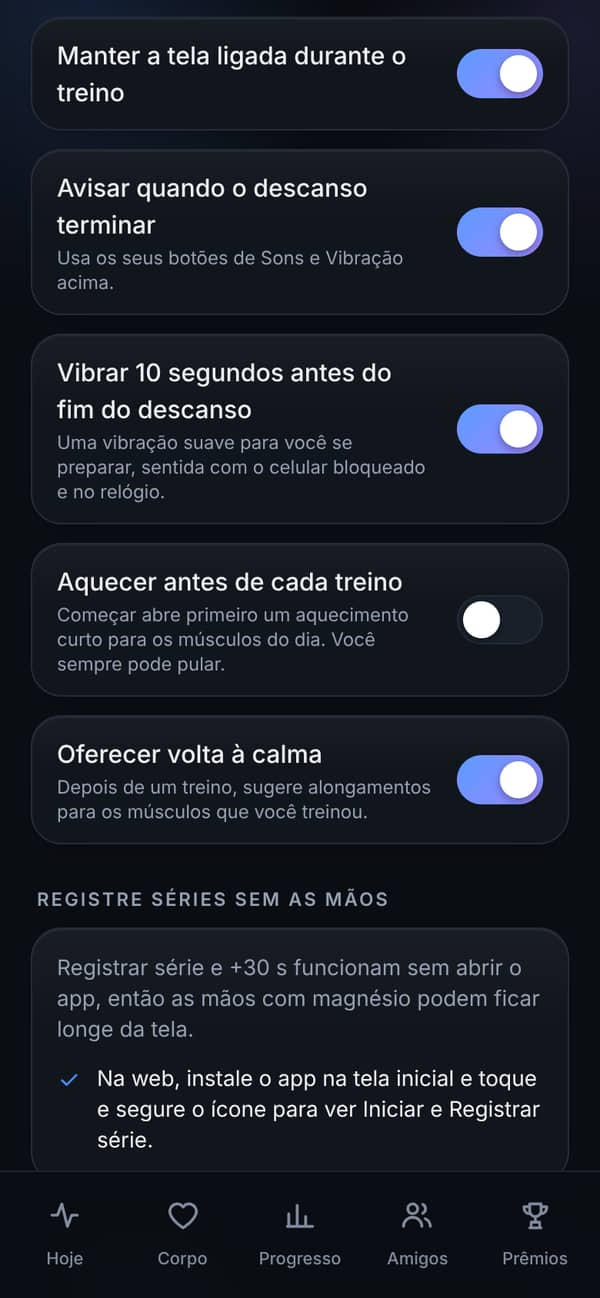 Manter a tela ligada durante o
treino
Avisar quando o descanso
terminar
Usa os seus botões de Sons e Vibração
acima.
Vibrar 10 segundos antes do
fim do descanso
Uma vibração suave para você se
preparar, sentida com o celular bloqueado
e no relógio.
Aquecer antes de cada treino
Começar abre primeiro um aquecimento
curto para os músculos do dia. Você
sempre pode pular.
Oferecer volta à calma
Depois de um treino, sugere alongamentos
para os músculos que você treinou.
REGISTRE SÉRIES SEM AS MÃOS
Registrar série e +30 s funcionam sem abrir o
app, então as mãos com magnésio podem ficar
longe da tela.
Na web, instale o app na tela inicial e toque
e segure o ícone para ver Iniciar e Registrar
série.
Hoje
Corpo
Progresso
Amigos
Prêmios